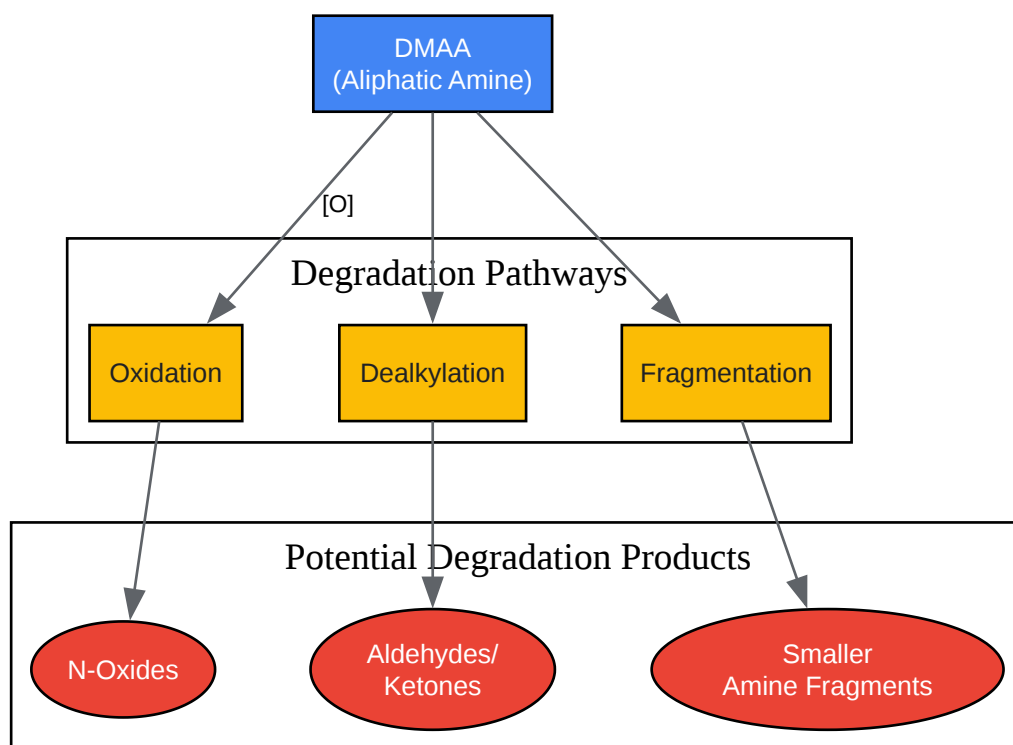 DMAA
(Aliphatic Amine)
[O]
Degradation Pathways
Oxidation
Dealkylation
Fragmentation
Potential Degradation Products
N-Oxides
Aldehydes/
Ketones
Smaller
Amine Fragments